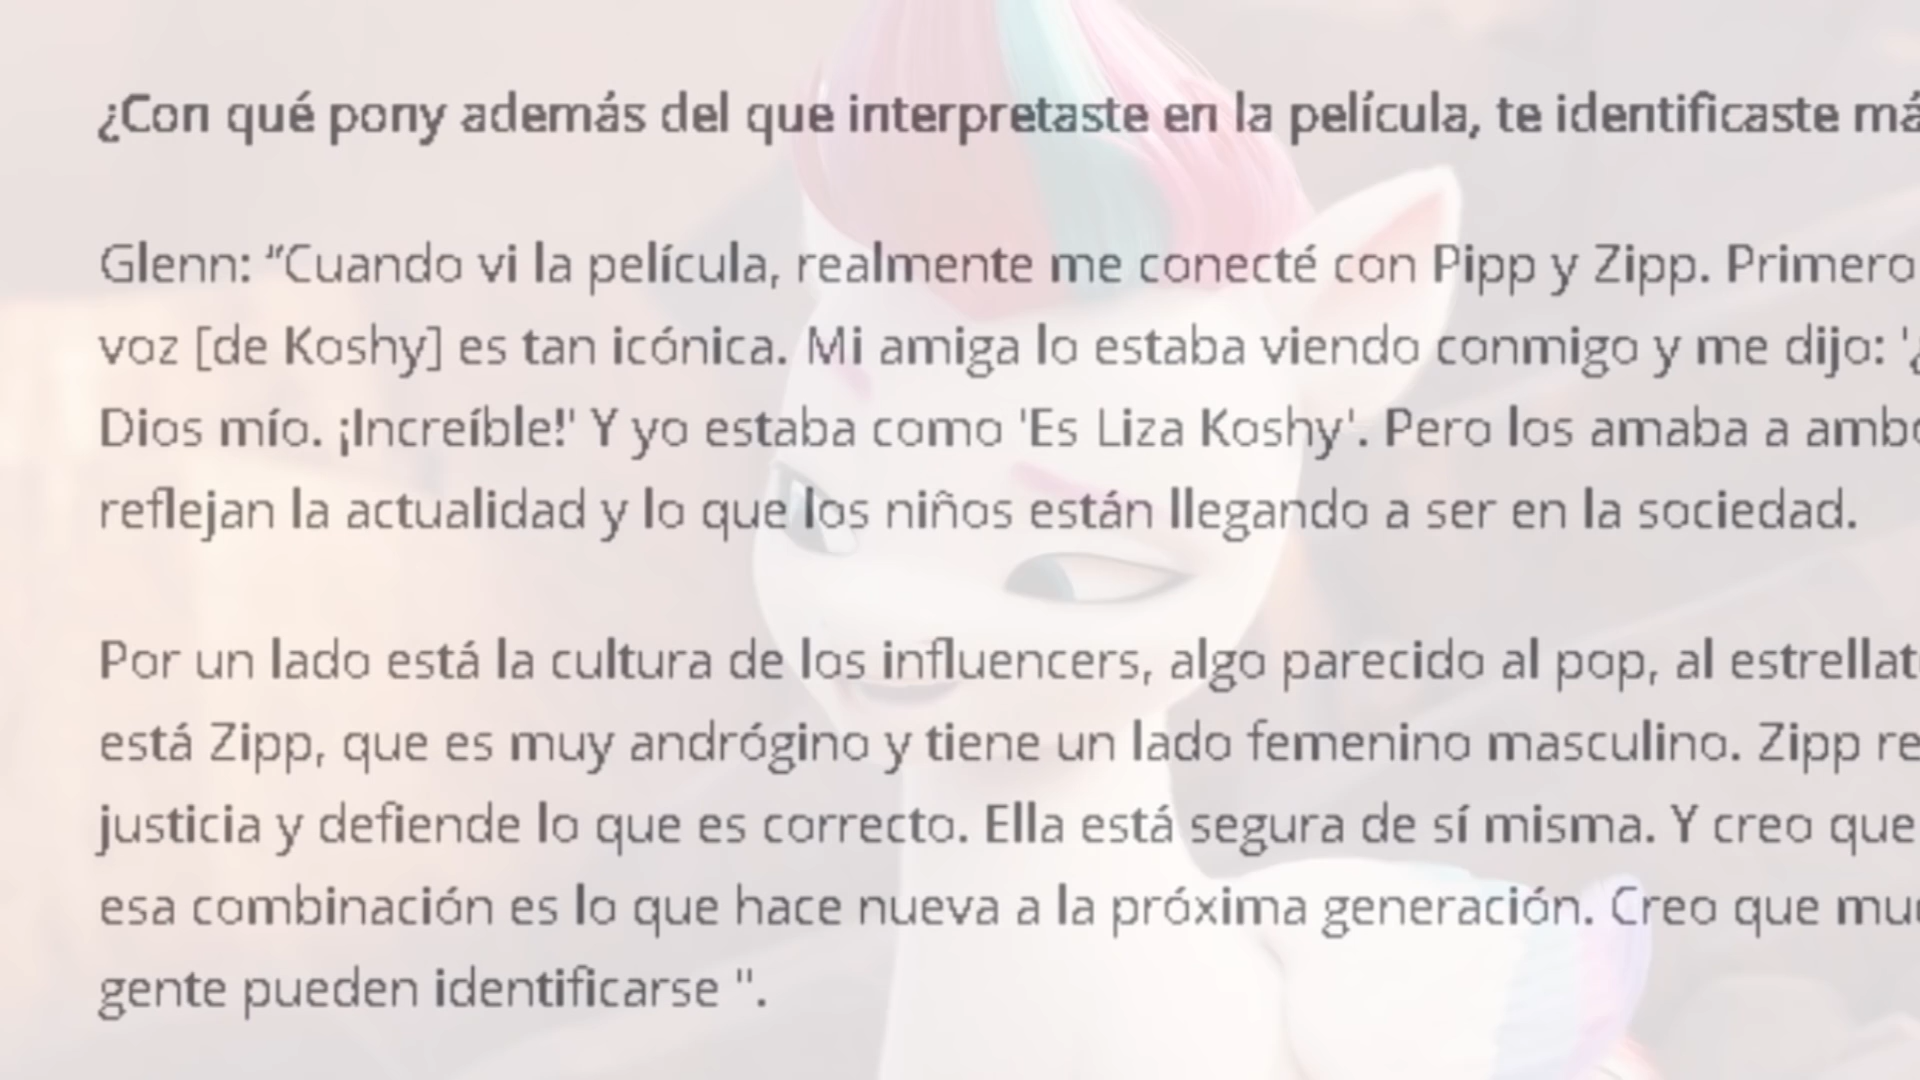 ¿Con qué pony además del que interpretaste en la película, te identificaste
Glenn: "Cuando vi la película, realmente me conecté con Pipp y Zipp. Primero
voz [de Koshy] es tan icónica. Mi amiga lo estaba viendo conmigo y me dijo: '¿
Dios mío. ¡Increíble!' Y yo estaba como 'Es Liza Koshy'. Pero los amaba a
reflejan la actualidad y lo que los niños están llegando a ser en la sociedad.
Por un lado está la cultura de los influencers, algo parecido al pop, al
está Zipp, que es muy andrógino y tiene un lado femenino masculino. Zipp
justicia y defiende lo que es correcto. Ella está segura de sí misma. Y creo que
esa combinación es lo que hace nueva a la próxima generación. Creo que
gente pueden identificarse ".